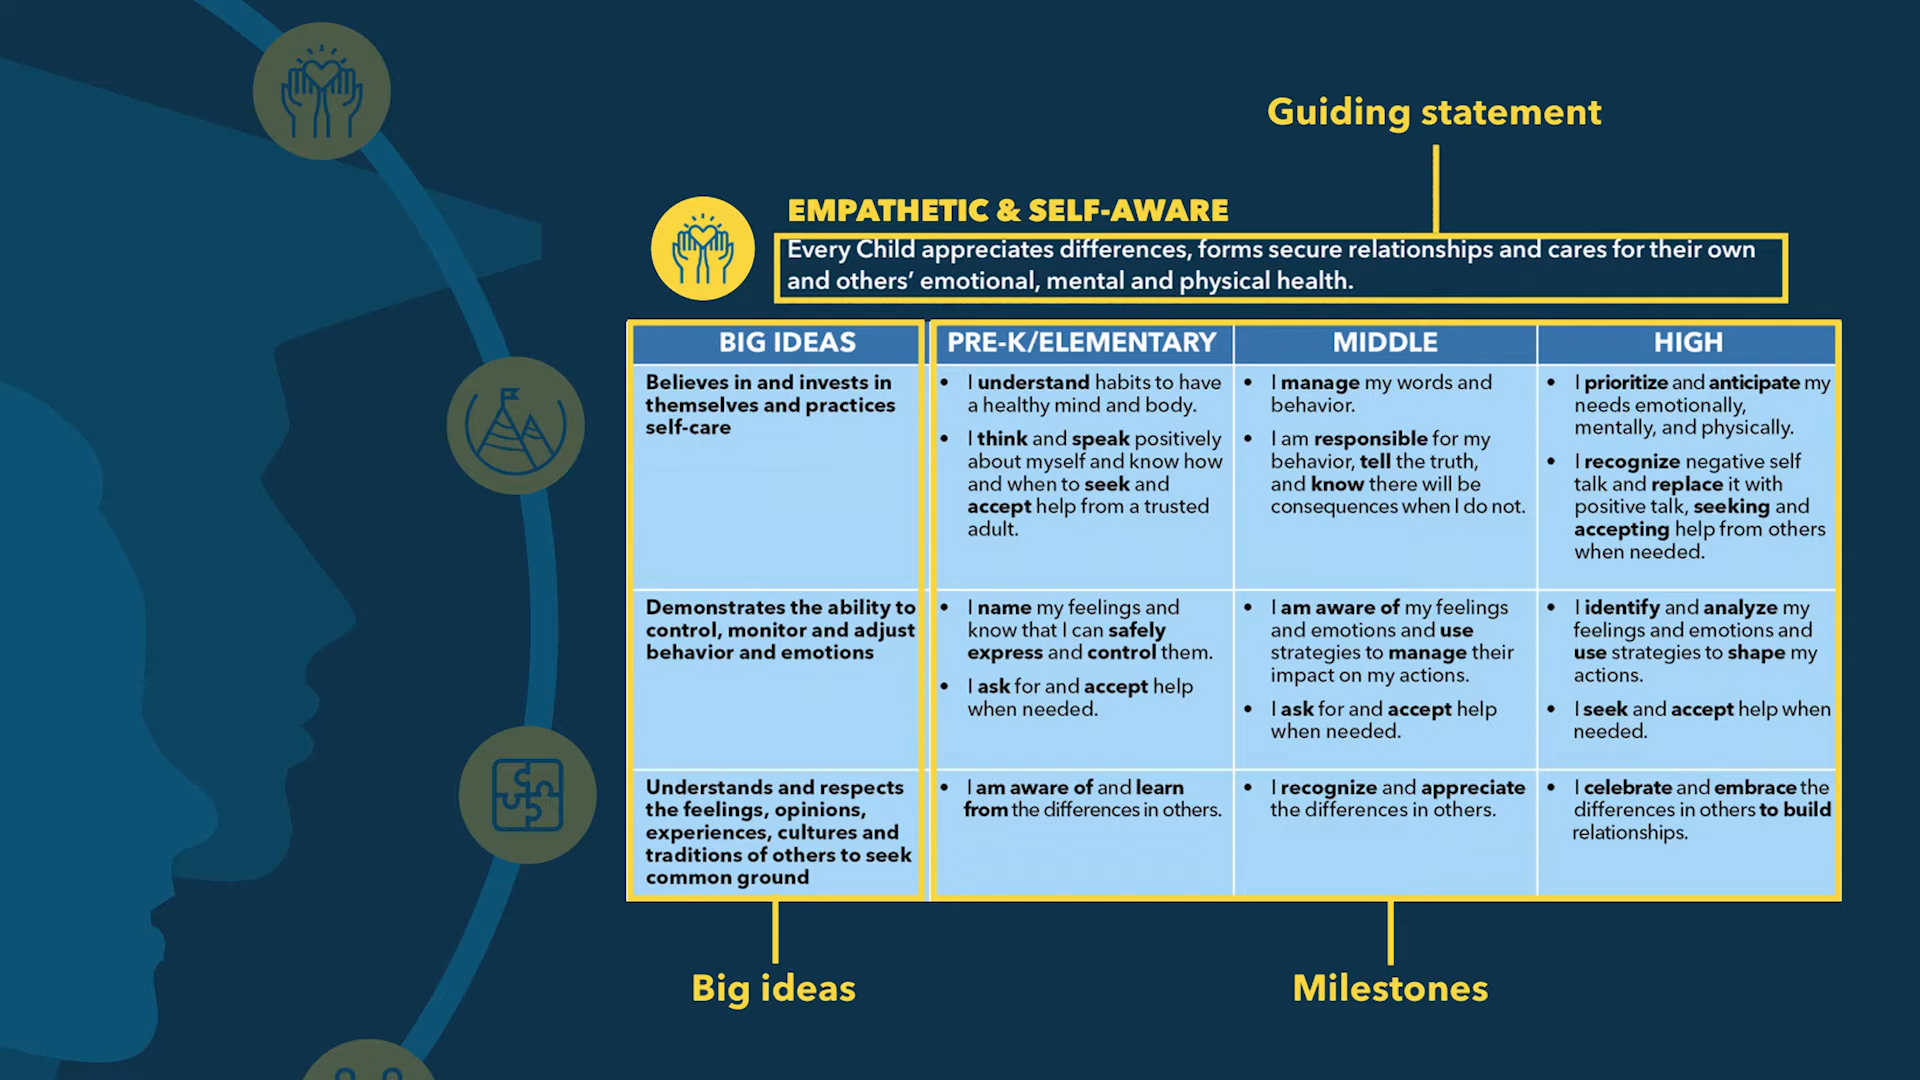 Guiding statement
EMPATHETIC & SELF-AWARE
Every Child appreciates differences, forms secure relationships and cares for their own
and others’ emotional, mental and physical health.
BIG IDEAS
PRE-K/ELEMENTARY
MIDDLE
HIGH
Believes in and invests in
themselves and practices
self-care
• I understand habits to have
a healthy mind and body.
• I think and speak positively
about myself and know how
and when to seek and
accept help from a trusted
adult.
• I manage my words and
behavior.
• I am responsible for my
behavior, tell the truth,
and know there will be
consequences when I do not.
• I prioritize and anticipate my
needs emotionally,
mentally, and physically.
• I recognize negative self
talk and replace it with
positive talk, seeking and
accepting help from others
when needed.
Demonstrates the ability to
control, monitor and adjust
behavior and emotions
• I name my feelings and
know that I can safely
express and control them.
• I ask for and accept help
when needed.
• I am aware of my feelings
and emotions and use
strategies to manage their
impact on my actions.
• I ask for and accept help
when needed.
• I identify and analyze my
feelings and emotions and
use strategies to shape my
actions.
• I seek and accept help when
needed.
Understands and respects
the feelings, opinions,
experiences, cultures and
traditions of others to seek
common ground
• I am aware of and learn
from the differences in others.
• I recognize and appreciate
the differences in others.
• I celebrate and embrace the
differences in others to build
relationships.
Big ideas
Milestones